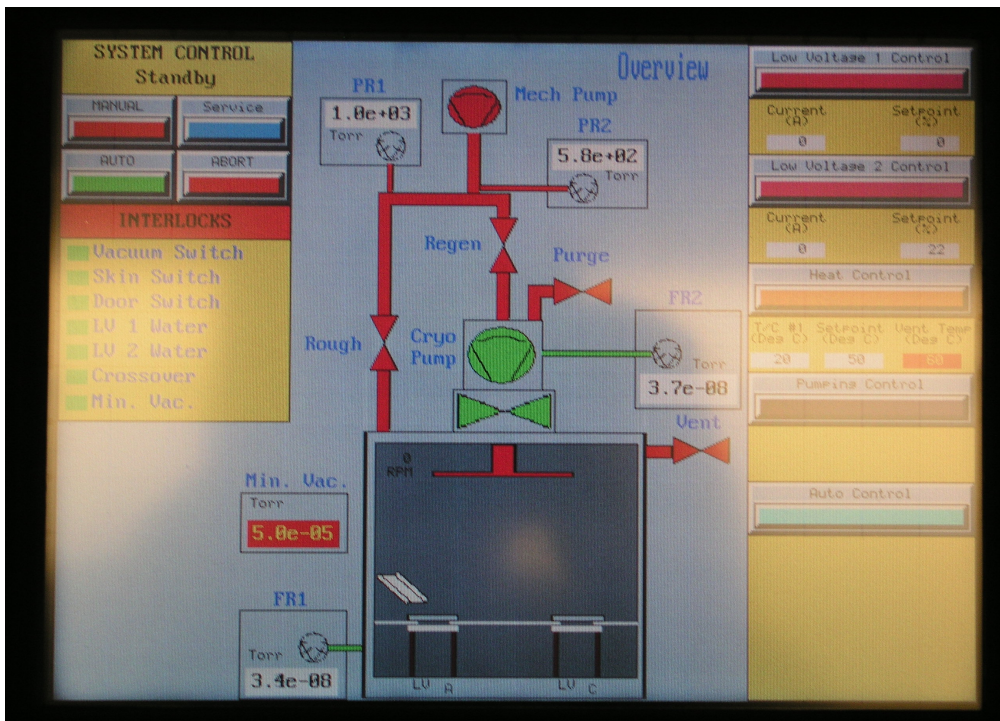 SYSTEM CONTROL
Standby
MANUAL
Service
AUTO
ABORT
INTERLOCKS
Vacuum Switch
Skin Switch
Door Switch
LV 1 Water
LV 2 Water
Crossover
Min. Vac.
Overview
PR1
1.0e+03
Torr
Mech Pump
PR2
5.8e+02
Torr
Regen
Purge
FR2
Torr
3.7e-08
Rough
Cryo
Pump
Vent
0
RPM
Min. Vac.
Torr
5.0e-05
FR1
Torr
3.4e-08
LV A
LV C
Low Voltage 1 Control
Current Setpoint
(A) (%)
0 0
Low Voltage 2 Control
Current Setpoint
(A) (%)
0 22
Heat Control
T/C #1 Setpoint Vent Temp
(Deg C) (Deg C) (Deg C)
20 50 60
Pumping Control
Auto Control